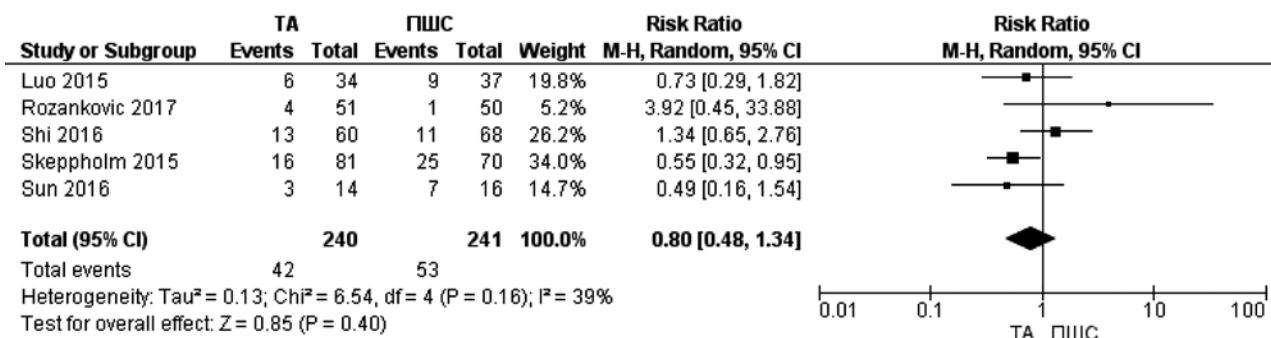 ТА ПШС Risk Ratio Risk Ratio
Study or Subgroup Events Total Events Total Weight M-H, Random, 95% CI M-H, Random, 95% CI
Luo 2015 6 34 9 37 19.8% 0.73 [0.29, 1.82]
Rozankovic 2017 4 51 1 50 5.2% 3.92 [0.45, 33.88]
Shi 2016 13 60 11 68 26.2% 1.34 [0.65, 2.76]
Skeppholm 2015 16 81 25 70 34.0% 0.55 [0.32, 0.95]
Sun 2016 3 14 7 16 14.7% 0.49 [0.16, 1.54]
Total (95% CI) 240 241 100.0% 0.80 [0.48, 1.34]
Total events 42 53
Heterogeneity: Tau² = 0.13; Chi² = 6.54, df = 4 (P = 0.16); I² = 39%
Test for overall effect: Z = 0.85 (P = 0.40)
0.01 0.1 1 10 100
ТА ПШС